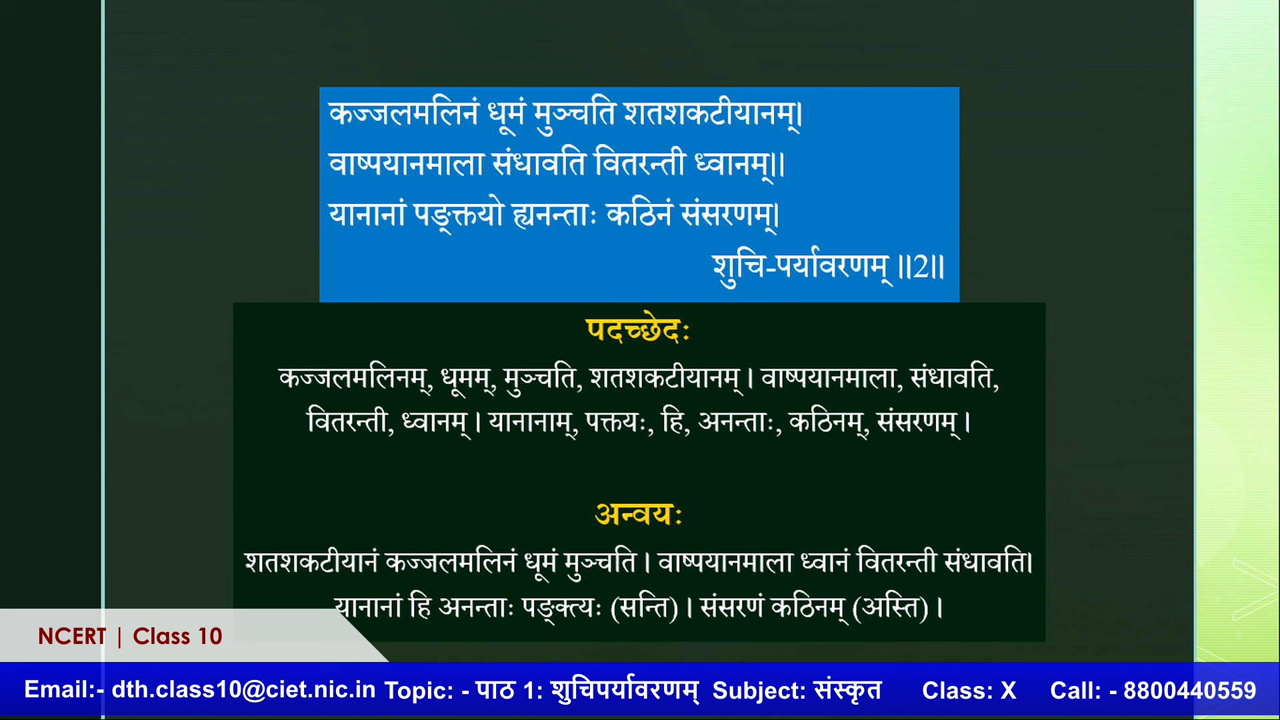 कज्जलमलिनं धूमं मुञ्चति शतशकटीयानम्।
वाष्पयानमाला संधावति वितरन्ती ध्वानम्।।
यानानां पङ्क्तयो ह्यनन्ताः कठिनं संसरणम्।
शुचि-पर्यावरणम् ॥2॥
पदच्छेदः
कज्जलमलिनम्, धूमम्, मुञ्चति, शतशकटीयानम् । वाष्पयानमाला, संधावति,
वितरन्ती, ध्वानम् । यानानाम्, पक्तयः, हि, अनन्ताः, कठिनम्, संसरणम् ।
अन्वयः
शतशकटीयानं कज्जलमलिनं धूमं मुञ्चति । वाष्पयानमाला ध्वानं वितरन्ती संधावति।
यानानां हि अनन्ताः पङ्क्त्यः (सन्ति) । संसरणं कठिनम् (अस्ति) ।
NCERT | Class 10
Email:- dth.class10@ciet.nic.in Topic: - पाठ 1: शुचिपर्यावरणम् Subject: संस्कृत Class: X Call: - 8800440559